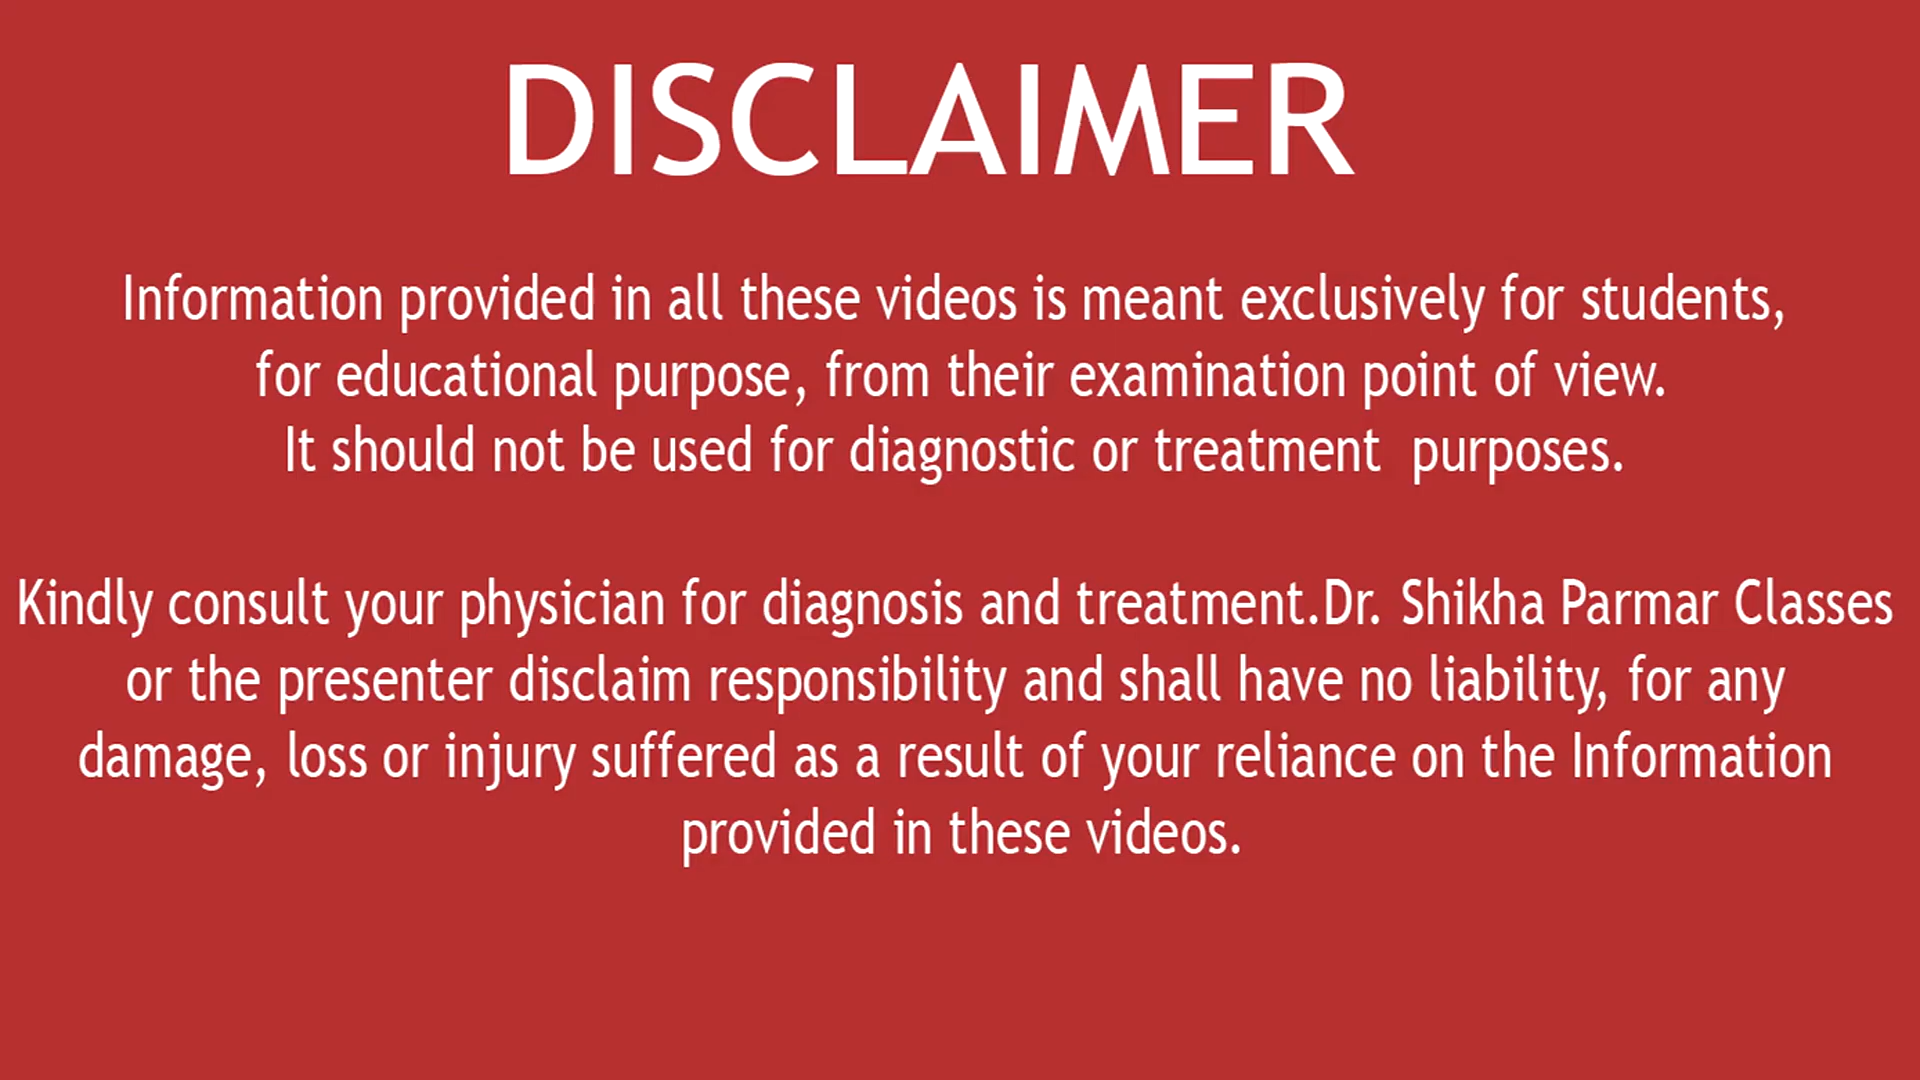 DISCLAIMER
Information provided in all these videos is meant exclusively for students,
for educational purpose, from their examination point of view.
It should not be used for diagnostic or treatment  purposes.
Kindly consult your physician for diagnosis and treatment.Dr. Shikha Parmar Classes
or the presenter disclaim responsibility and shall have no liability, for any
damage, loss or injury suffered as a result of your reliance on the Information
provided in these videos.